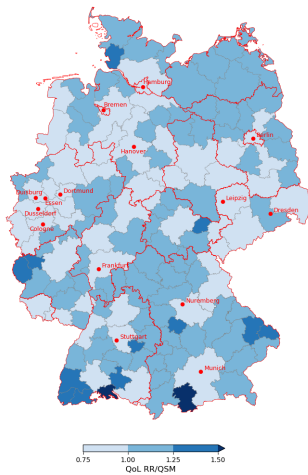 Hamburg
Bremen
Berlin
Hanover
Duisburg
Dortmund
Essen
Dusseldorf
Leipzig
Dresden
Cologne
Frankfurt
Nuremberg
Stuttgart
Munich
0.75 1.00 1.25 1.50
QoL RR/QSM